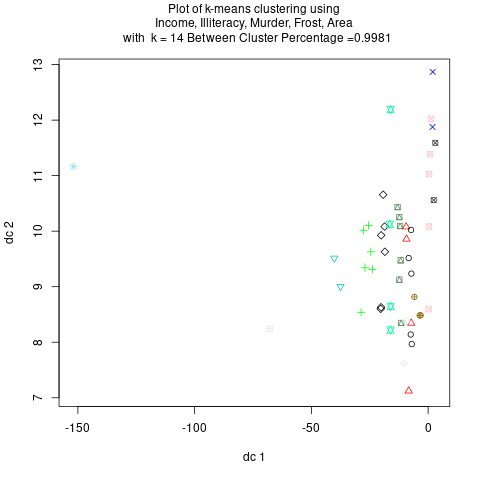 Plot of k-means clustering using
Income, Illiteracy, Murder, Frost, Area
with k = 14 Between Cluster Percentage =0.9981
13
12
11
10
9
8
7
dc 2
-150 -100 -50 0
dc 1